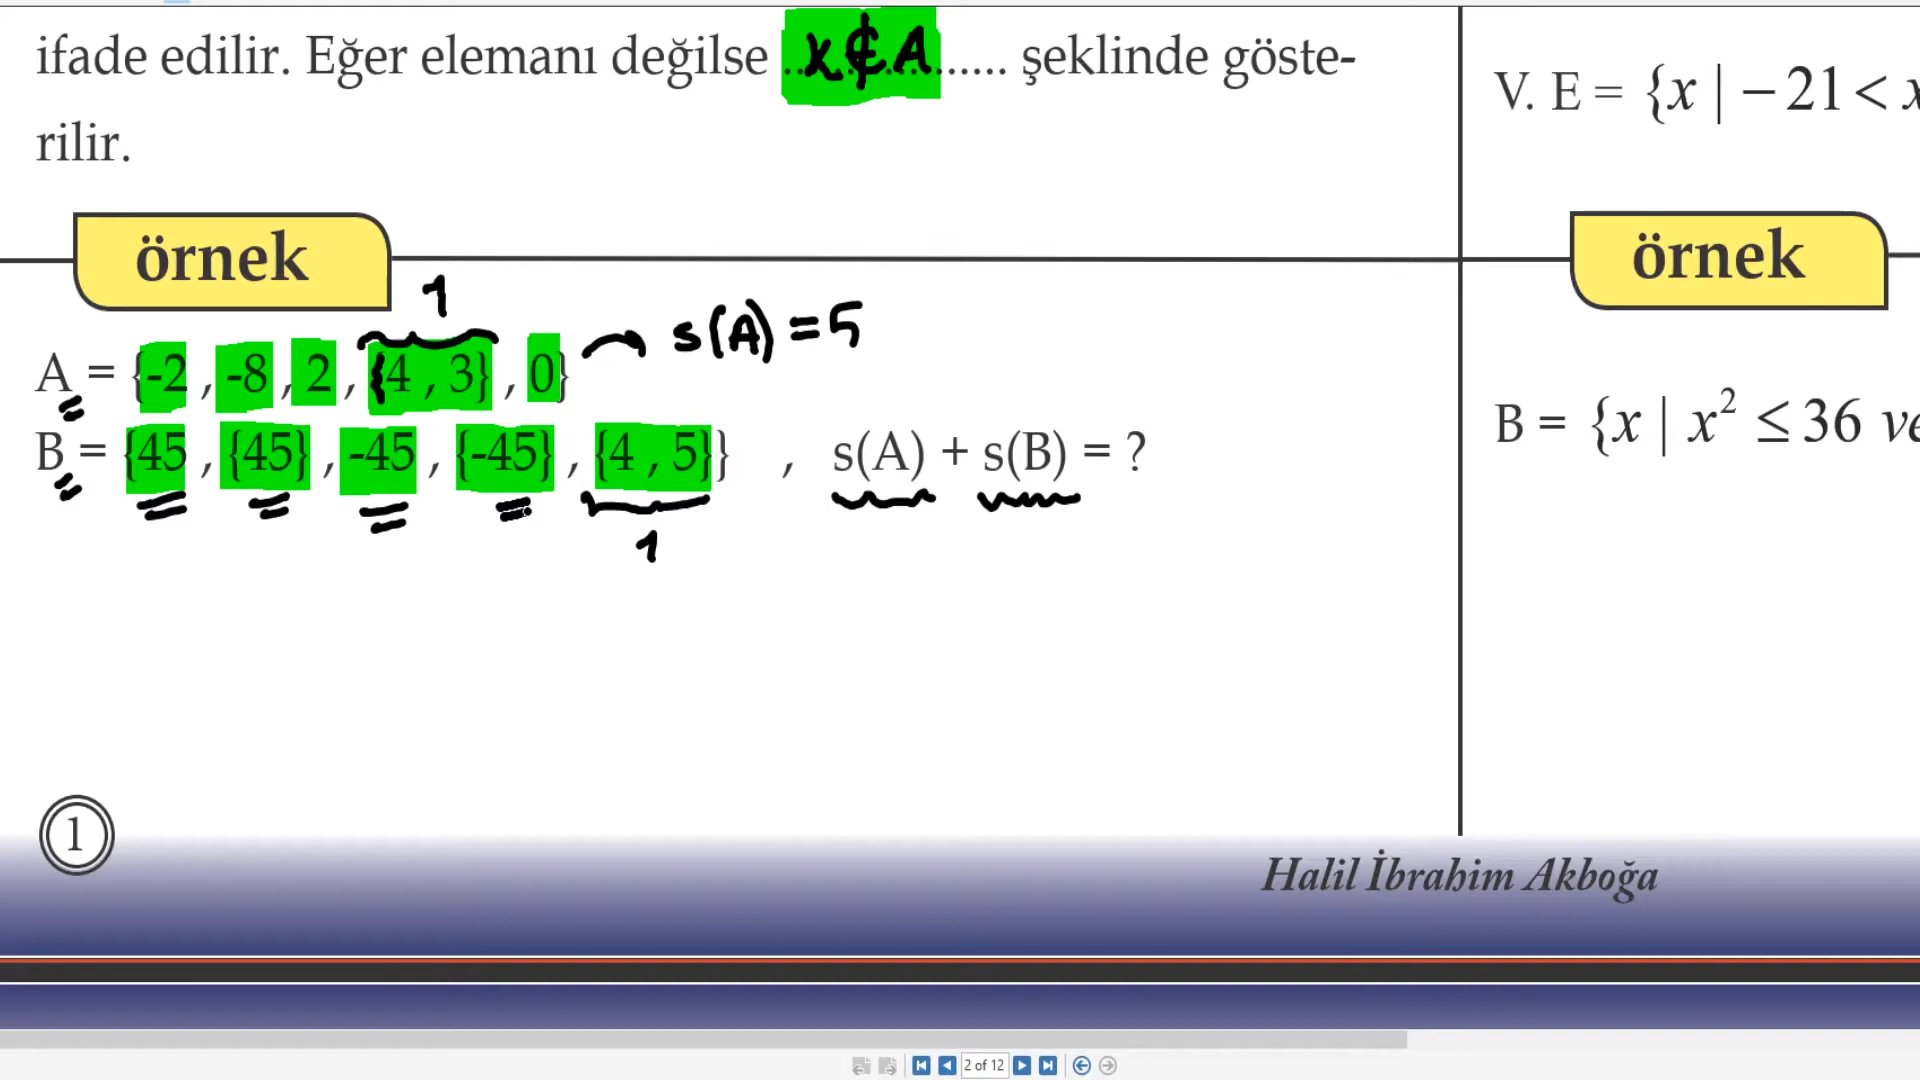 ifade edilir. Eğer elemanı değilse ..x∉A..... şeklinde göste-
rilir.
örnek
1
s(A) = 5
A = {-2 , -8 , 2 , {4 , 3} , 0}
B = {45 , {45} , -45 , {-45} , {4 , 5}} , s(A) + s(B) = ?
1
1
V. E = {x | − 21 < x
örnek
B = {x | x² ≤ 36 ve
Halil İbrahim Akboğa
2 of 12